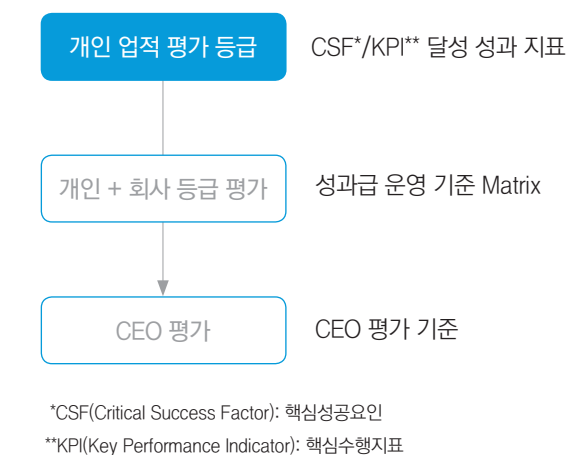 개인 업적 평가 등급 CSF*/KPI** 달성 성과 지표
개인 + 회사 등급 평가 성과급 운영 기준 Matrix
CEO 평가 CEO 평가 기준
*CSF(Critical Success Factor): 핵심성공요인
**KPI(Key Performance Indicator): 핵심수행지표